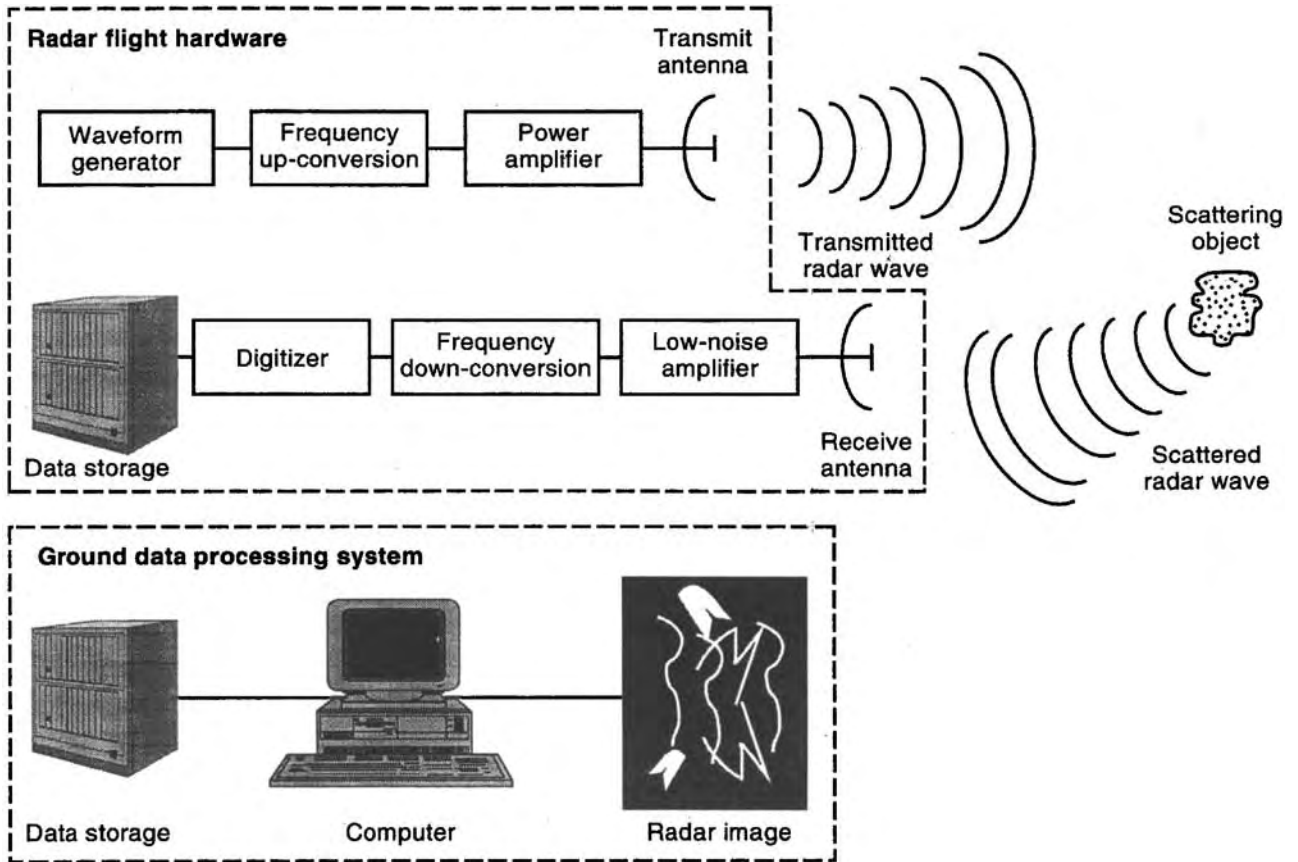 Radar flight hardware
Transmit
antenna
Waveform
generator
Frequency
up-conversion
Power
amplifier
Transmitted
radar wave
Scattering
object
Digitizer
Frequency
down-conversion
Low-noise
amplifier
Data storage
Receive
antenna
Scattered
radar wave
Ground data processing system
Data storage
Computer
Radar image